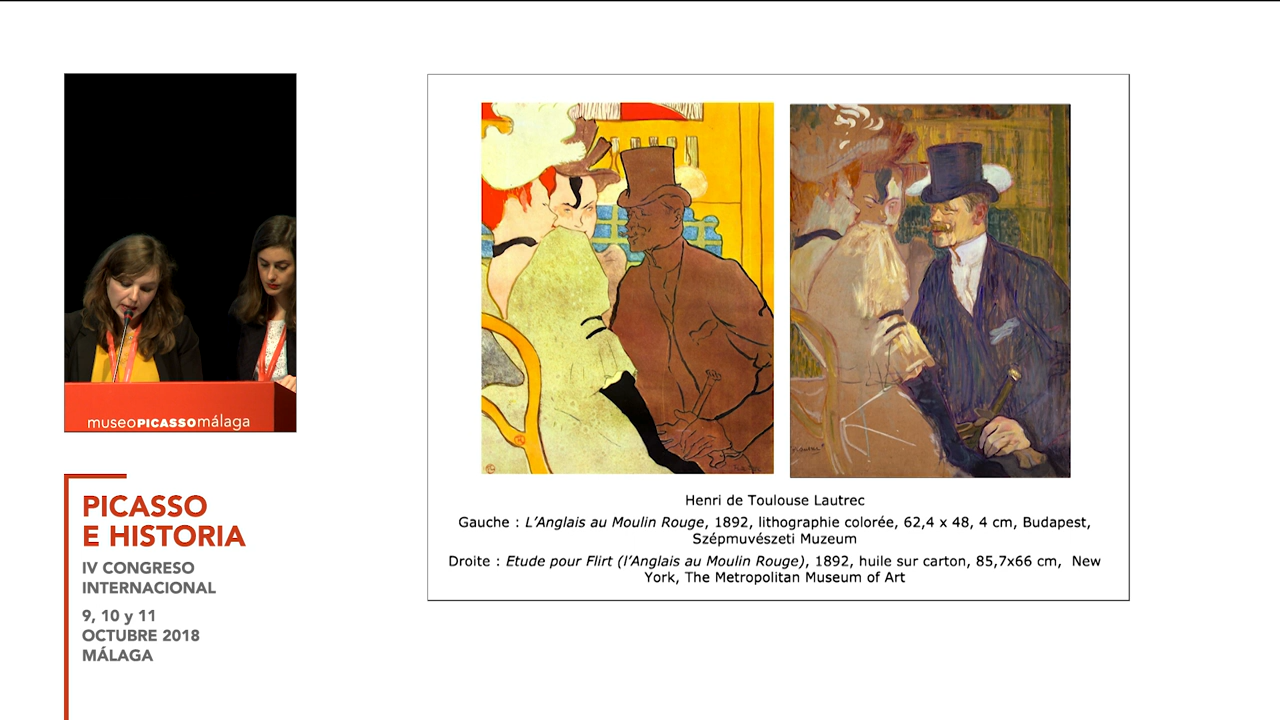 museoPICASSOmálaga
PICASSO
E HISTORIA
IV CONGRESO
INTERNACIONAL
9, 10 y 11
OCTUBRE 2018
MÁLAGA
Henri de Toulouse Lautrec
Gauche : L'Anglais au Moulin Rouge, 1892, lithographie colorée, 62,4 x 48, 4 cm, Budapest,
Szépmuvészeti Muzeum
Droite : Etude pour Flirt (l'Anglais au Moulin Rouge), 1892, huile sur carton, 85,7x66 cm, New
York, The Metropolitan Museum of Art